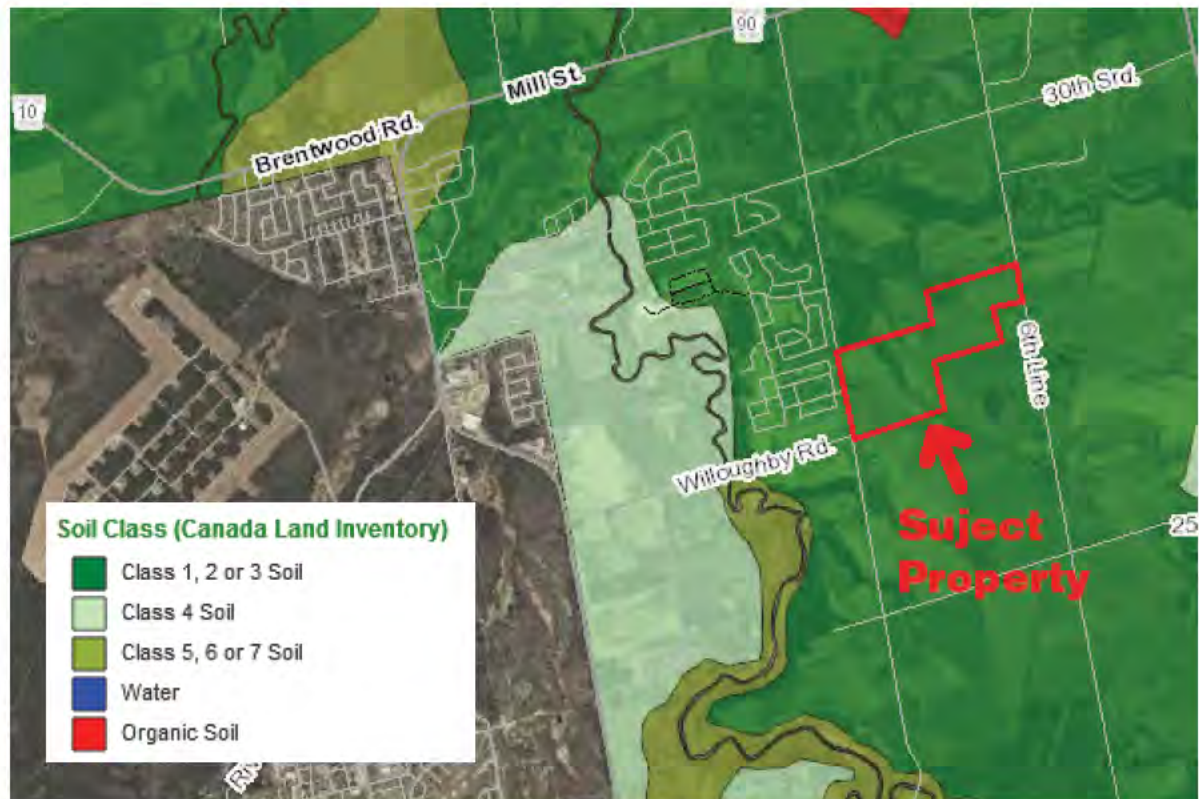 90
Mill St.
30th Srd.
10
Brentwood Rd.
6th Line
Willoughby Rd.
25
Suject
Property
Soil Class (Canada Land Inventory)
Class 1, 2 or 3 Soil
Class 4 Soil
Class 5, 6 or 7 Soil
Water
Organic Soil